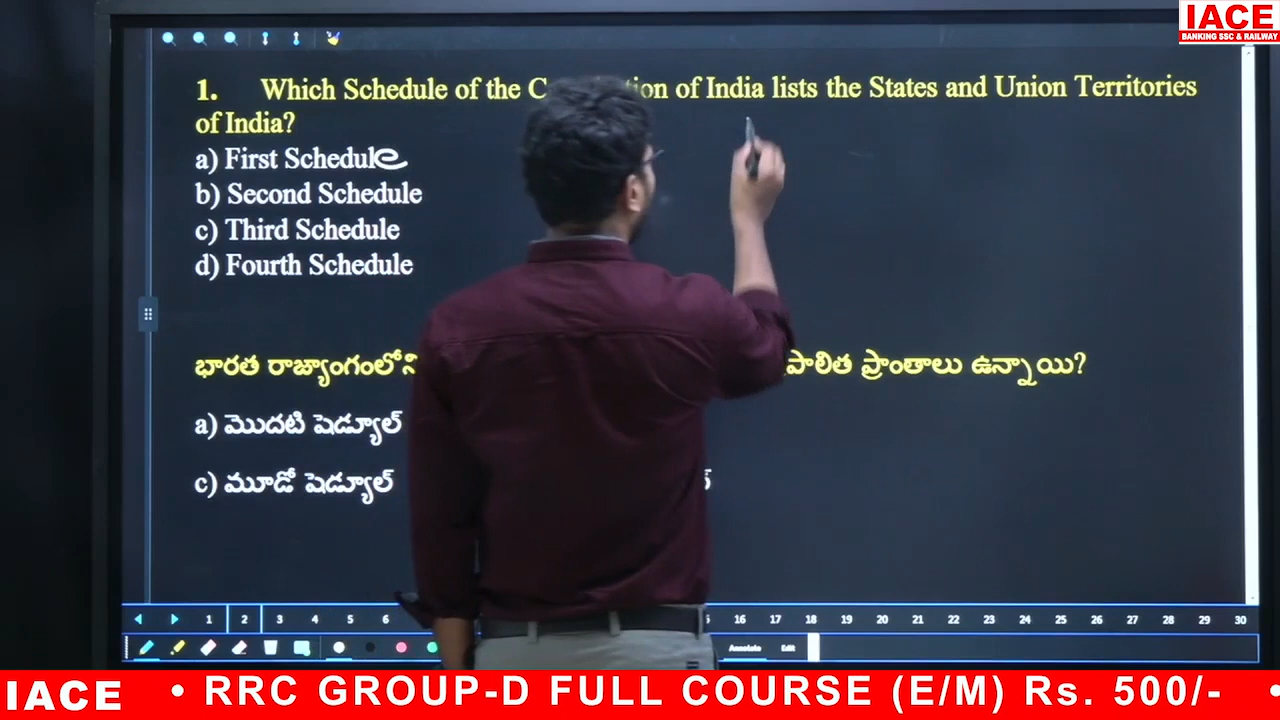 IACE
BANKING SSC & RAILWAY
1. Which Schedule of the of India lists the States and Union Territories
of India?
a) First Schedule
b) Second Schedule
c) Third Schedule
d) Fourth Schedule
భారత పాలిత ప్రాంతాలు ఉన్నాయి?
a) మొదటి షెడ్యూల్
c) మూడో షెడ్యూల్
1 2 3 4 5 6 16 17 18 19 20 21 22 23 24 25 26 27 28 29 30
Annotate Edit
IACE • RRC GROUP-D FULL COURSE (E/M) Rs. 500/- •